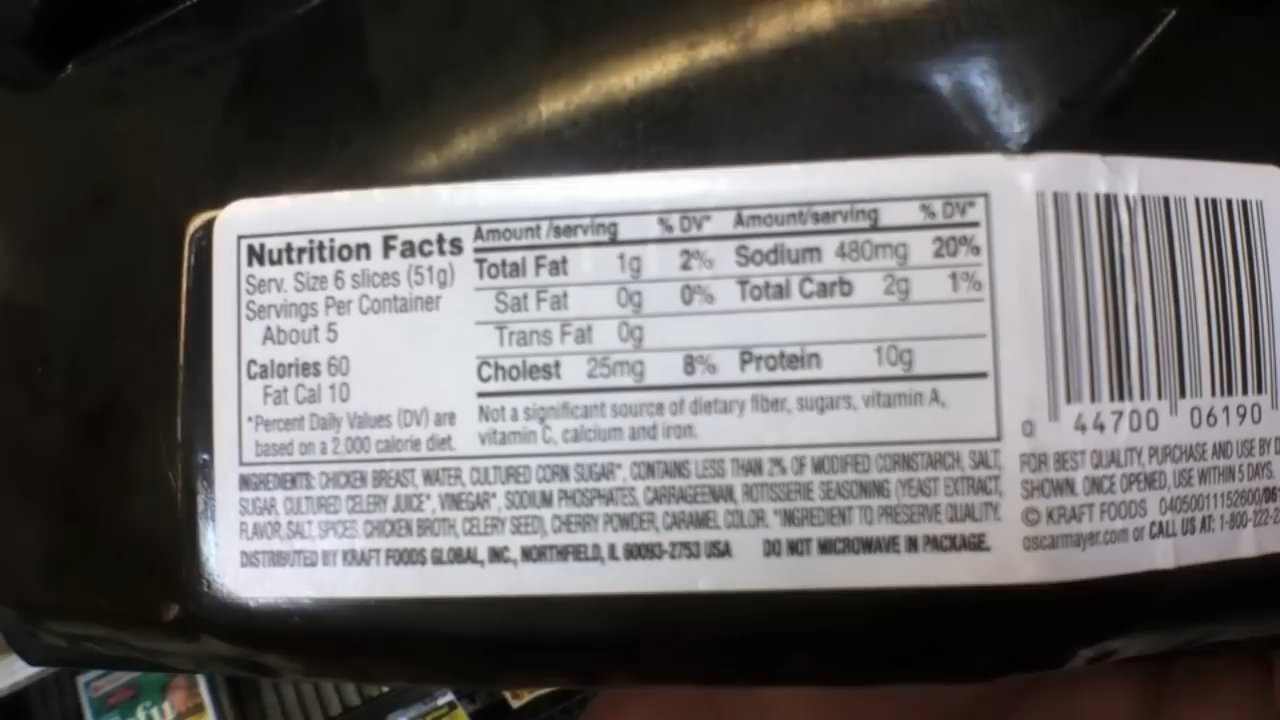 Nutrition Facts
Serv. Size 6 slices (51g)
Servings Per Container
About 5
Calories 60
Fat Cal 10
*Percent Daily Values (DV) are
based on a 2,000 calorie diet.
Amount /serving % DV* Amount/serving % DV*
Total Fat 1g 2% Sodium 480mg 20%
Sat Fat 0g 0% Total Carb 2g 1%
Trans Fat 0g
Cholest 25mg 8% Protein 10g
Not a significant source of dietary fiber, sugars, vitamin A,
vitamin C, calcium and iron.
INGREDIENTS: CHICKEN BREAST, WATER, CULTURED CORN SUGAR*, CONTAINS LESS THAN 2% OF MODIFIED CORNSTARCH, SALT,
SUGAR, CULTURED CELERY JUICE*, VINEGAR*, SODIUM PHOSPHATES, CARRAGEENAN, ROTISSERIE SEASONING (YEAST EXTRACT,
FLAVOR, SALT, SPICES, CHICKEN BROTH, CELERY SEED), CHERRY POWDER, CARAMEL COLOR. *INGREDIENT TO PRESERVE QUALITY.
DISTRIBUTED BY KRAFT FOODS GLOBAL, INC., NORTHFIELD, IL 60093-2753 USA DO NOT MICROWAVE IN PACKAGE.
0 44700 06190
FOR BEST QUALITY, PURCHASE AND USE BY
SHOWN. ONCE OPENED, USE WITHIN 5 DAYS.
© KRAFT FOODS 04050011152600/06
oscarmayer.com or CALL US AT: 1-800-222-2